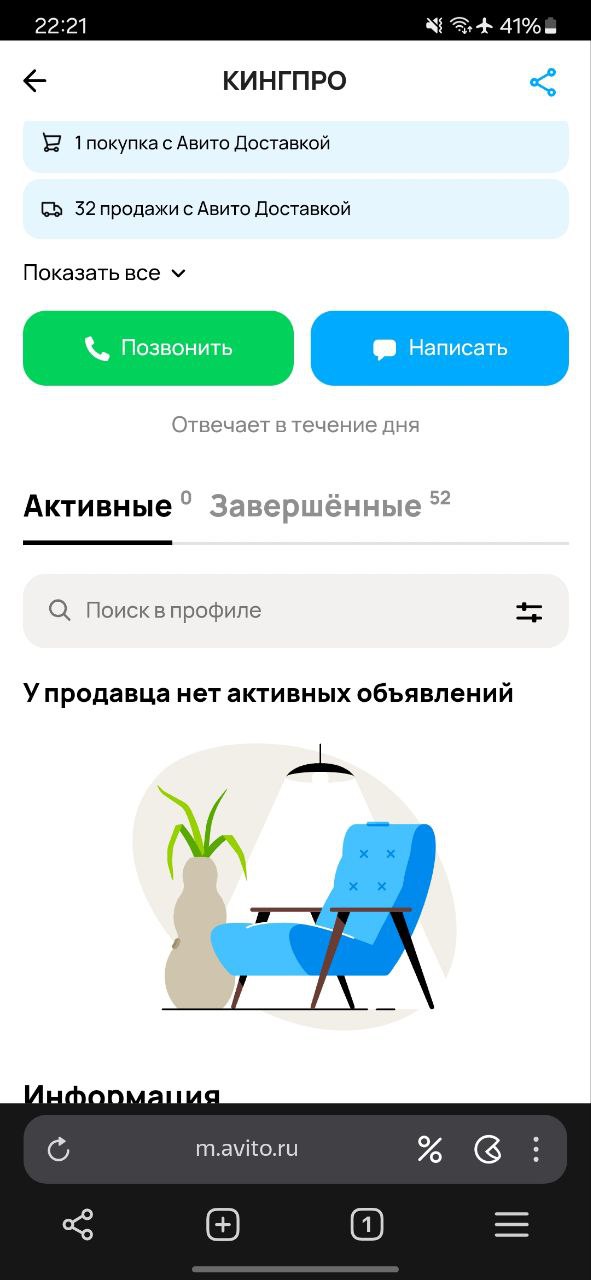 22:21
41%
КИНГПРО
1 покупка с Авито Доставкой
32 продажи с Авито Доставкой
Показать все
Позвонить
Написать
Отвечает в течение дня
Активные 0 Завершённые 52
Поиск в профиле
У продавца нет активных объявлений
Информация
m.avito.ru
1